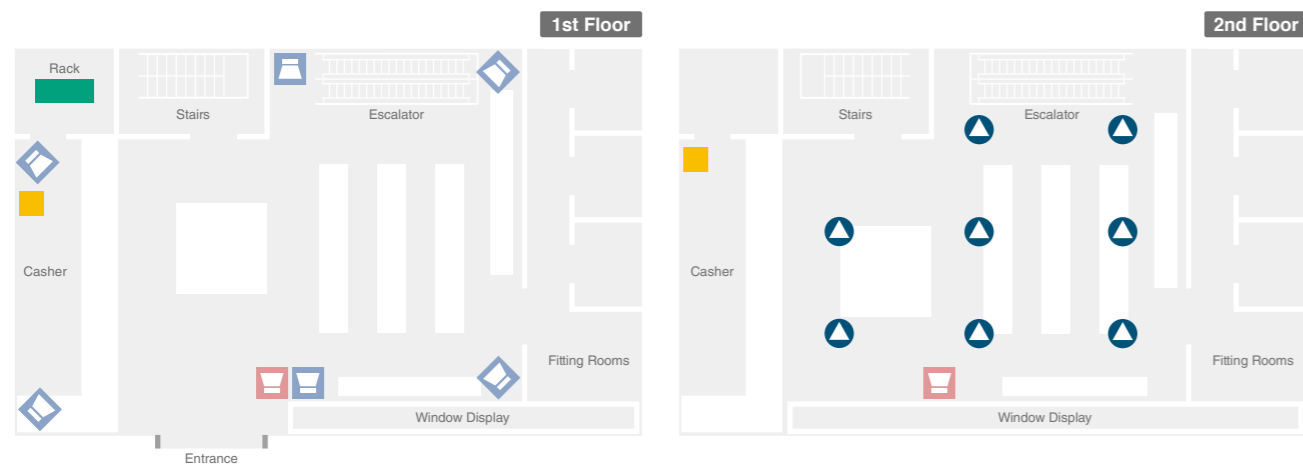 1st Floor
2nd Floor
Rack
Stairs
Escalator
Casher
Fitting Rooms
Window Display
Entrance
Stairs
Escalator
Casher
Fitting Rooms
Window Display